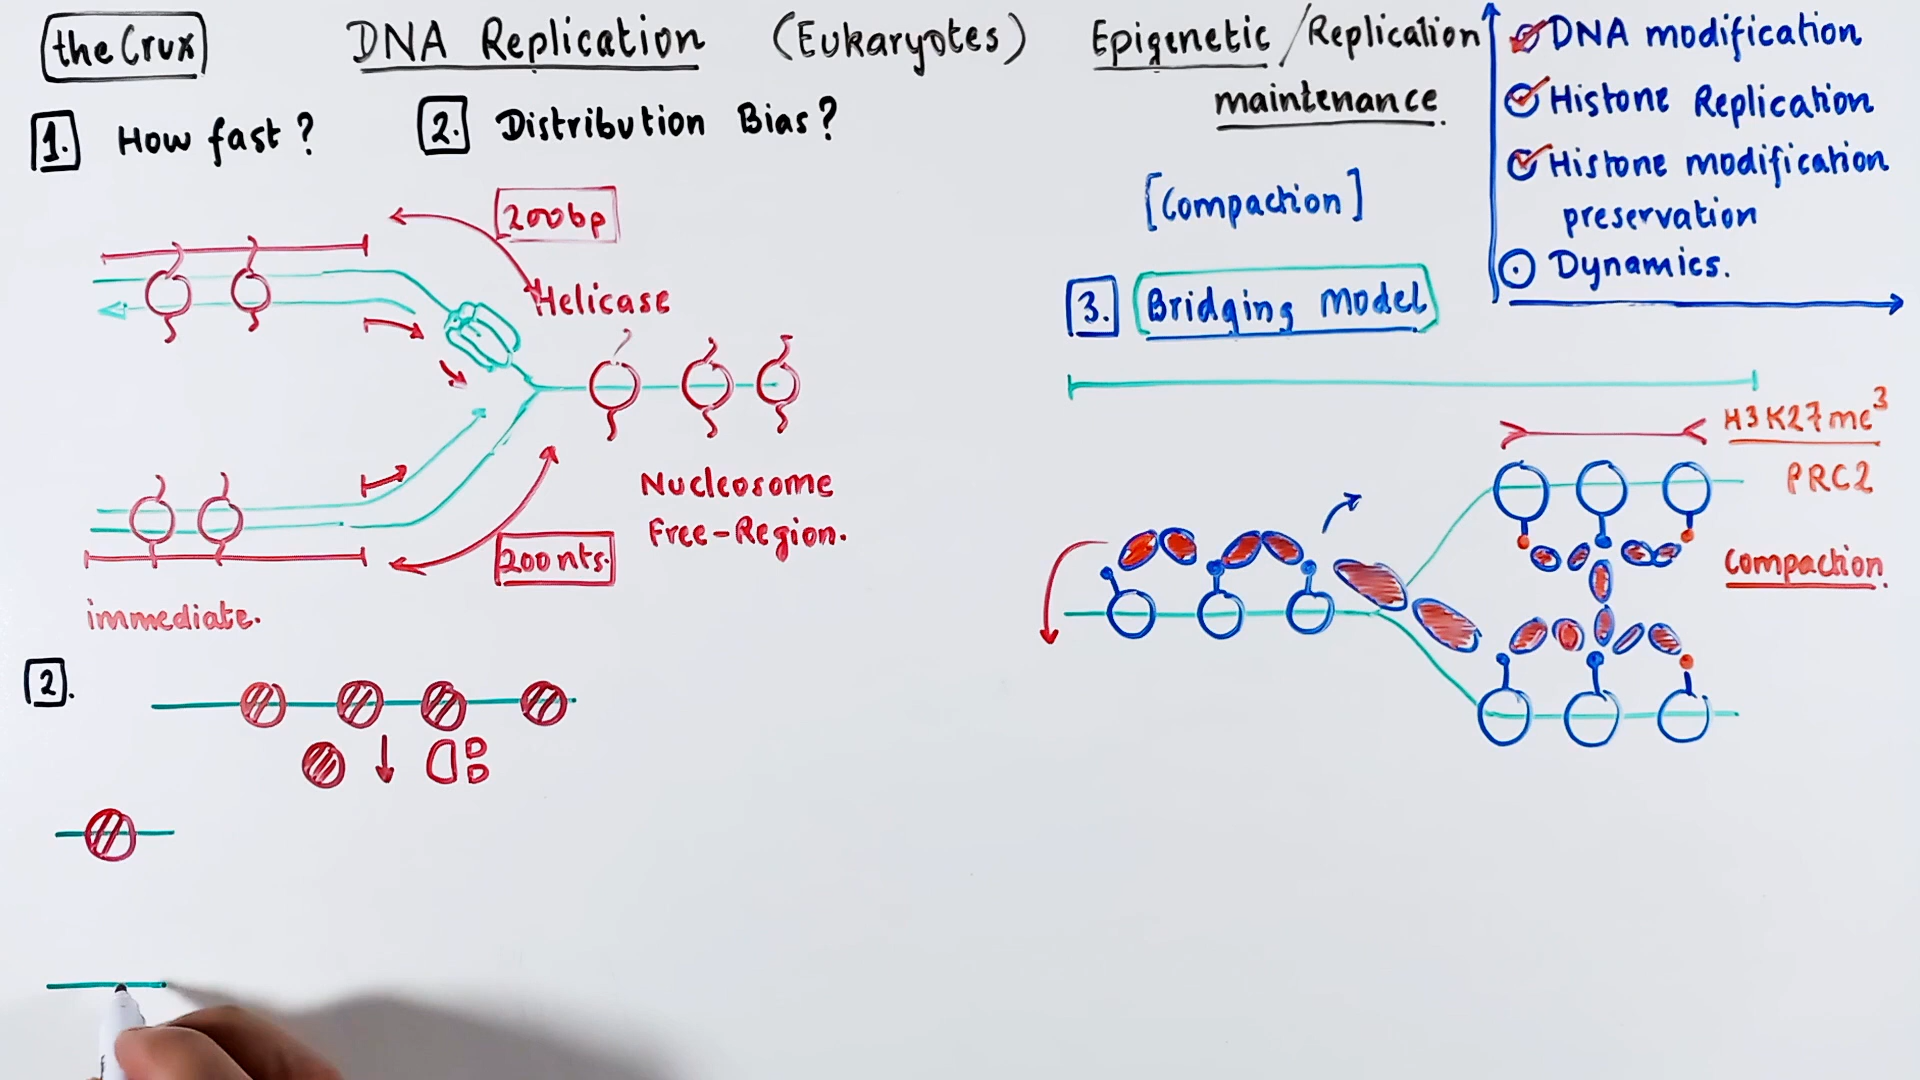 the Crux
DNA Replication (Eukaryotes)
Epigenetic / Replication
maintenance.
DNA modification
Histone Replication
Histone modification
preservation
Dynamics.
1. How fast?
2. Distribution Bias?
[Compaction]
200bp
Helicase
Nucleosome
Free-Region.
200nts.
immediate.
3. Bridging Model
H3K27me3
PRC2
Compaction.
2.